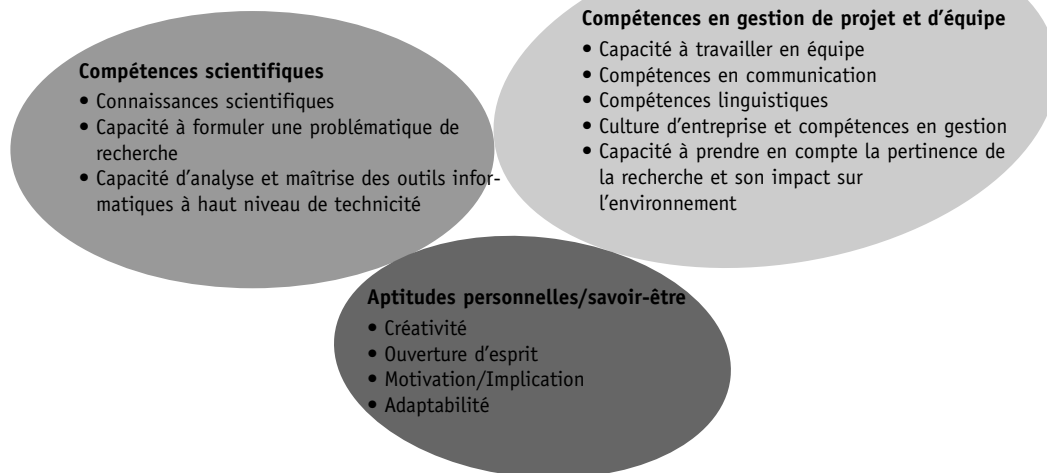 Compétences scientifiques
• Connaissances scientifiques
• Capacité à formuler une problématique de
recherche
• Capacité d'analyse et maîtrise des outils infor-
matiques à haut niveau de technicité
Compétences en gestion de projet et d'équipe
• Capacité à travailler en équipe
• Compétences en communication
• Compétences linguistiques
• Culture d'entreprise et compétences en gestion
• Capacité à prendre en compte la pertinence de
la recherche et son impact sur
l'environnement
Aptitudes personnelles/savoir-être
• Créativité
• Ouverture d'esprit
• Motivation/Implication
• Adaptabilité